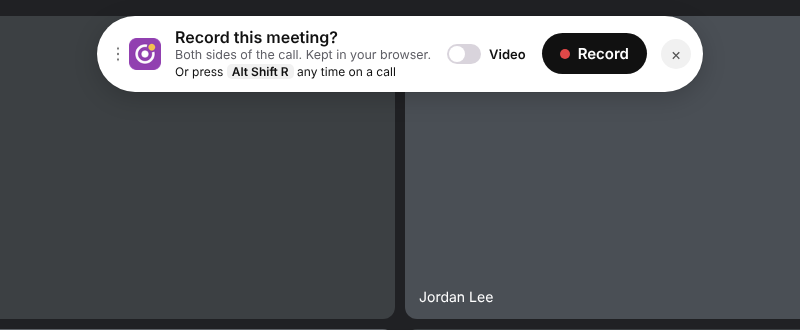 Record this meeting?
Both sides of the call. Kept in your browser.
Or press Alt Shift R any time on a call
Video
Record
Jordan Lee